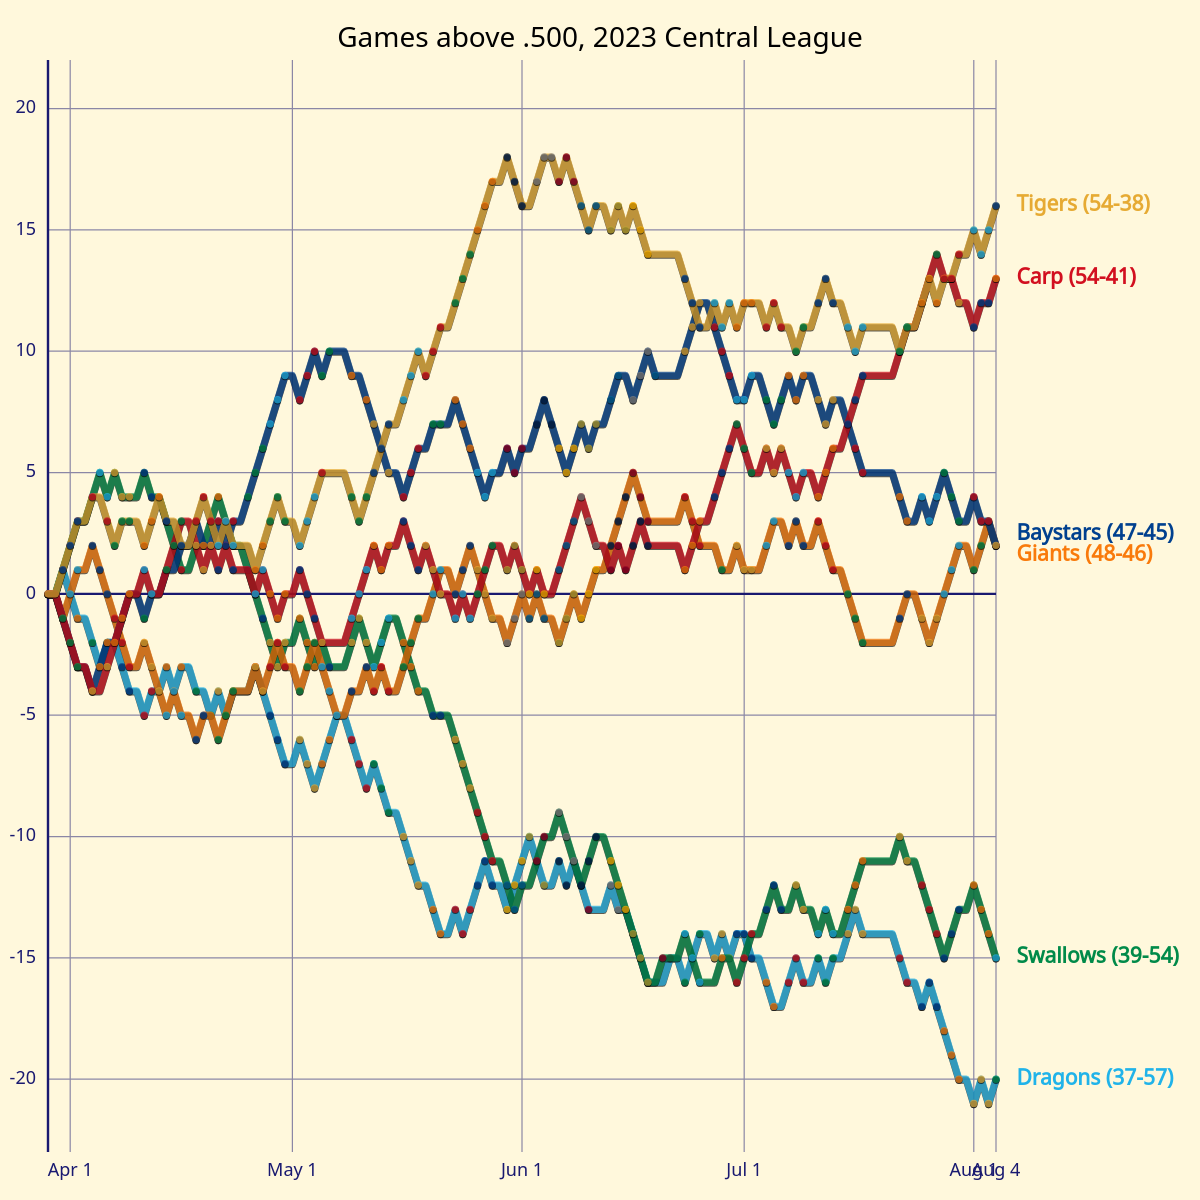 Games above .500, 2023 Central League
20
15
10
5
0
-5
-10
-15
-20
Tigers (54-38)
Carp (54-41)
Baystars (47-45)
Giants (48-46)
Swallows (39-54)
Dragons (37-57)
Apr 1 May 1 Jun 1 Jul 1 Aug 1 Aug 4